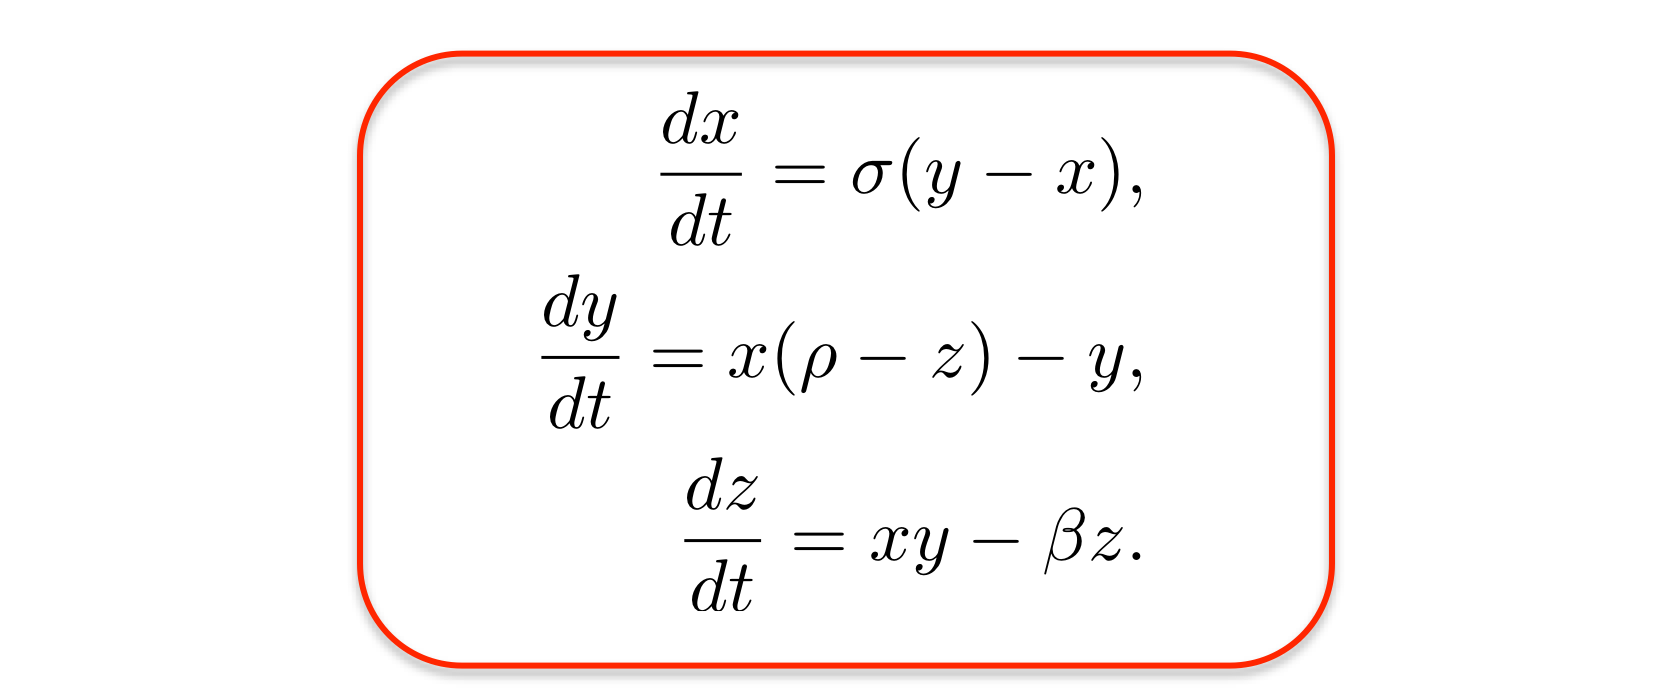 dx/dt = σ(y − x),
dy/dt = x(ρ − z) − y,
dz/dt = xy − βz.